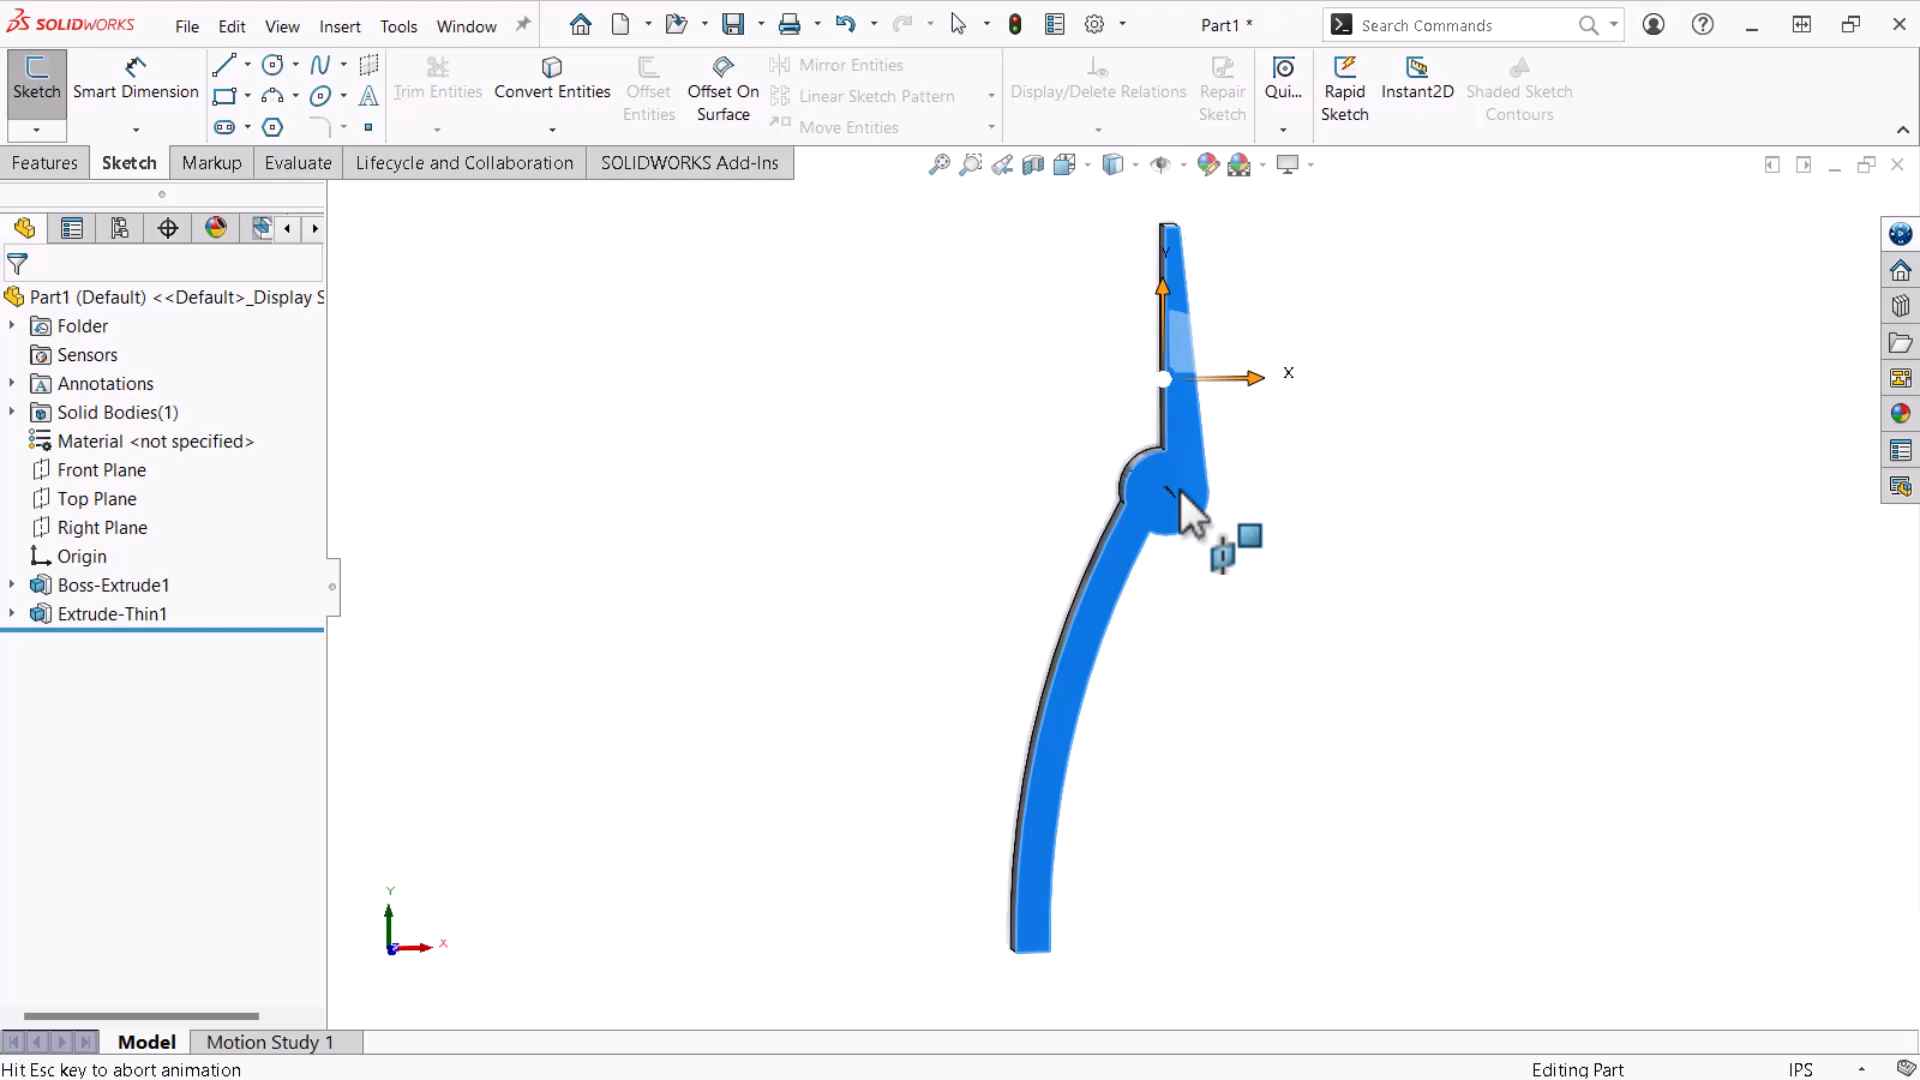 SOLIDWORKS
File Edit View Insert Tools Window
Part1 *
Search Commands
Sketch
Smart Dimension
Trim Entities
Convert Entities
Offset Entities
Offset On Surface
Mirror Entities
Linear Sketch Pattern
Move Entities
Display/Delete Relations
Repair Sketch
Qui...
Rapid Sketch
Instant2D
Shaded Sketch Contours
Features
Sketch
Markup
Evaluate
Lifecycle and Collaboration
SOLIDWORKS Add-Ins
Part1 (Default) <<Default>_Display S
Folder
Sensors
Annotations
Solid Bodies(1)
Material <not specified>
Front Plane
Top Plane
Right Plane
Origin
Boss-Extrude1
Extrude-Thin1
Y
X
Y
X
Model
Motion Study 1
Hit Esc key to abort animation
Editing Part
IPS